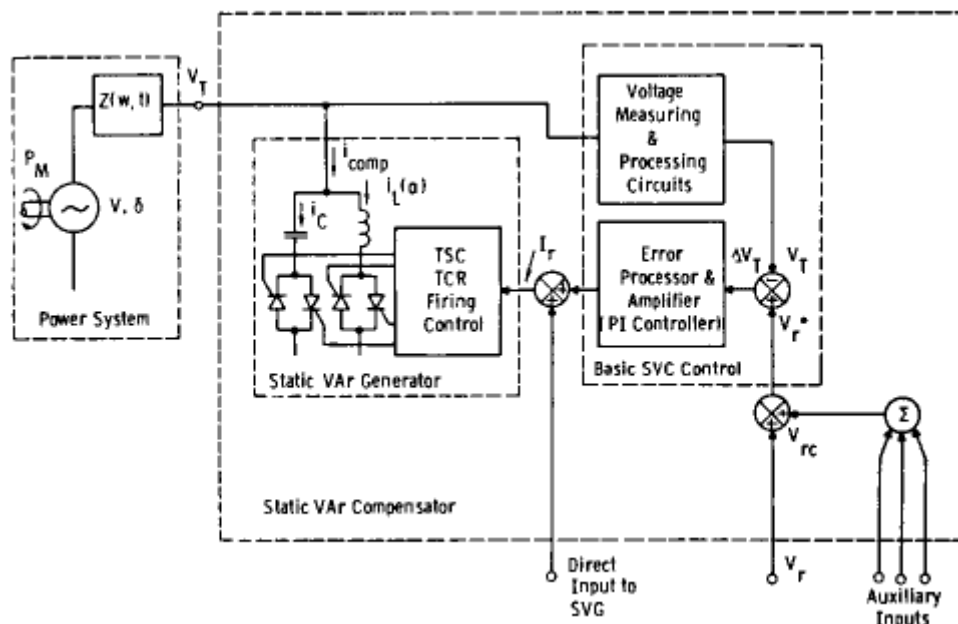 Z(w, t)
V_T
P_M
V, δ
Power System
i_comp
i_L(α)
i_C
TSC
TCR
Firing
Control
Static VAr Generator
I_r
Voltage
Measuring
&
Processing
Circuits
Error
Processor &
Amplifier
(PI Controller)
ΔV_T
V_T
V_r*
Basic SVC Control
Σ
V_rc
Static VAr Compensator
Direct
Input to
SVG
V_r
Auxiliary
Inputs